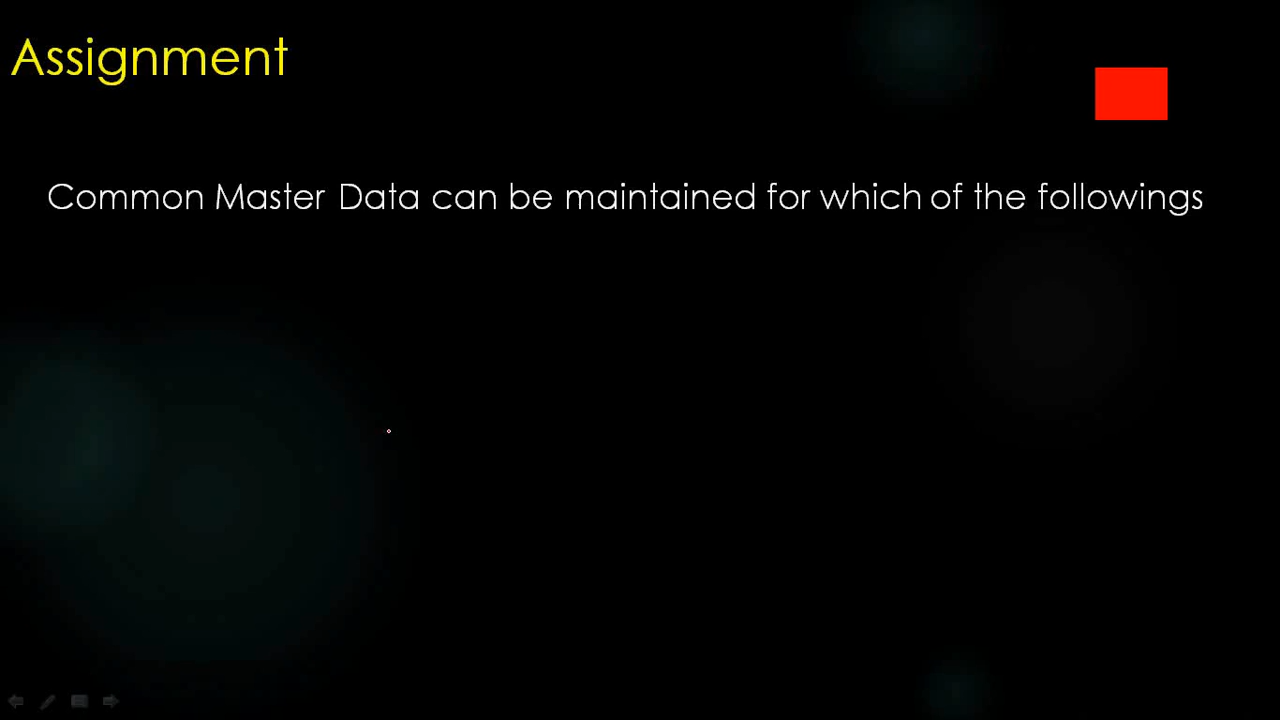 Assignment
Common Master Data can be maintained for which of the followings